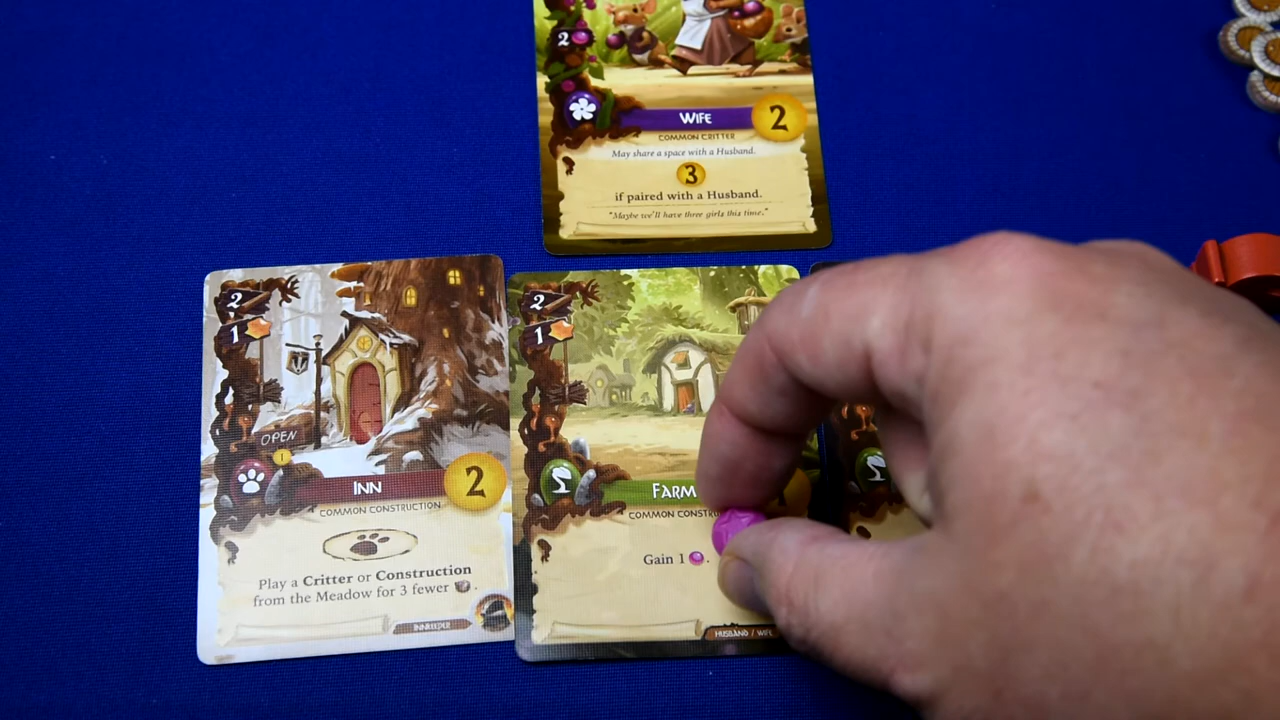 2
WIFE
2
COMMON CRITTER
May share a space with a Husband.
3
if paired with a Husband.
"Maybe we'll have three girls this time."
2
1
OPEN
1
INN
2
COMMON CONSTRUCTION
Play a Critter or Construction
from the Meadow for 3 fewer .
INNKEEPER
2
1
FARM
COMMON CONSTRU
Gain 1 .
HUSBAND / WIFE